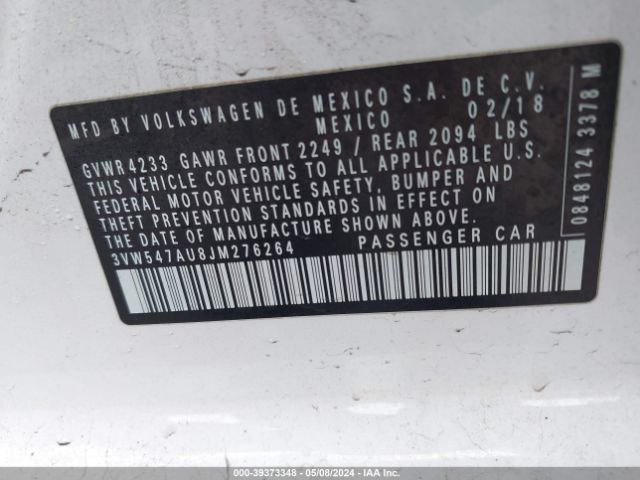 MFD BY VOLKSWAGEN DE MEXICO S.A. DE C.V.
MEXICO 02/18
GVWR 4233 GAWR FRONT 2249 / REAR 2094 LBS
THIS VEHICLE CONFORMS TO ALL APPLICABLE U.S.
FEDERAL MOTOR VEHICLE SAFETY, BUMPER AND
THEFT PREVENTION STANDARDS IN EFFECT ON
THE DATE OF MANUFACTURE SHOWN ABOVE.
3VW547AU8JM276264 PASSENGER CAR
08481243 3378 M
000-39373348 - 05/08/2024 - IAA Inc.